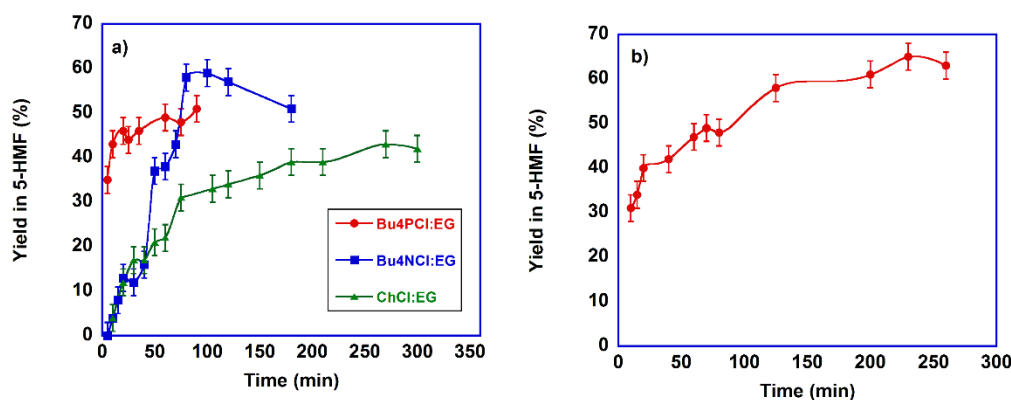 a)
Yield in 5-HMF (%)
70
60
50
40
30
20
10
0
Bu4PCl:EG
Bu4NCl:EG
ChCl:EG
0 50 100 150 200 250 300 350
Time (min)
b)
Yield in 5-HMF (%)
70
60
50
40
30
20
10
0
0 50 100 150 200 250 300
Time (min)